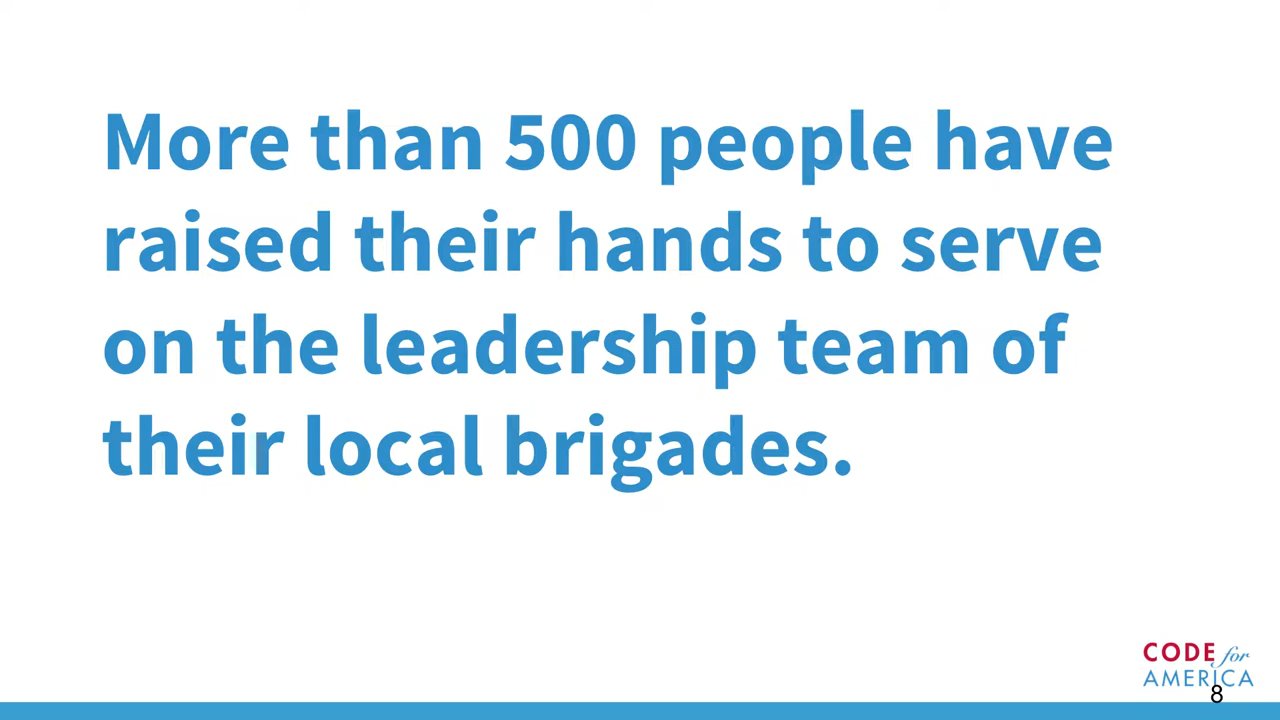 More than 500 people have
raised their hands to serve
on the leadership team of
their local brigades.
CODE for
AMERICA
8